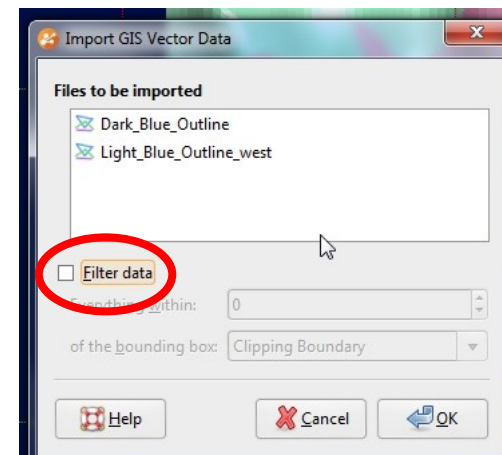 Import GIS Vector Data
Files to be imported
Dark_Blue_Outline
Light_Blue_Outline_west
Filter data
Everything within: 0
of the bounding box: Clipping Boundary
Help Cancel OK